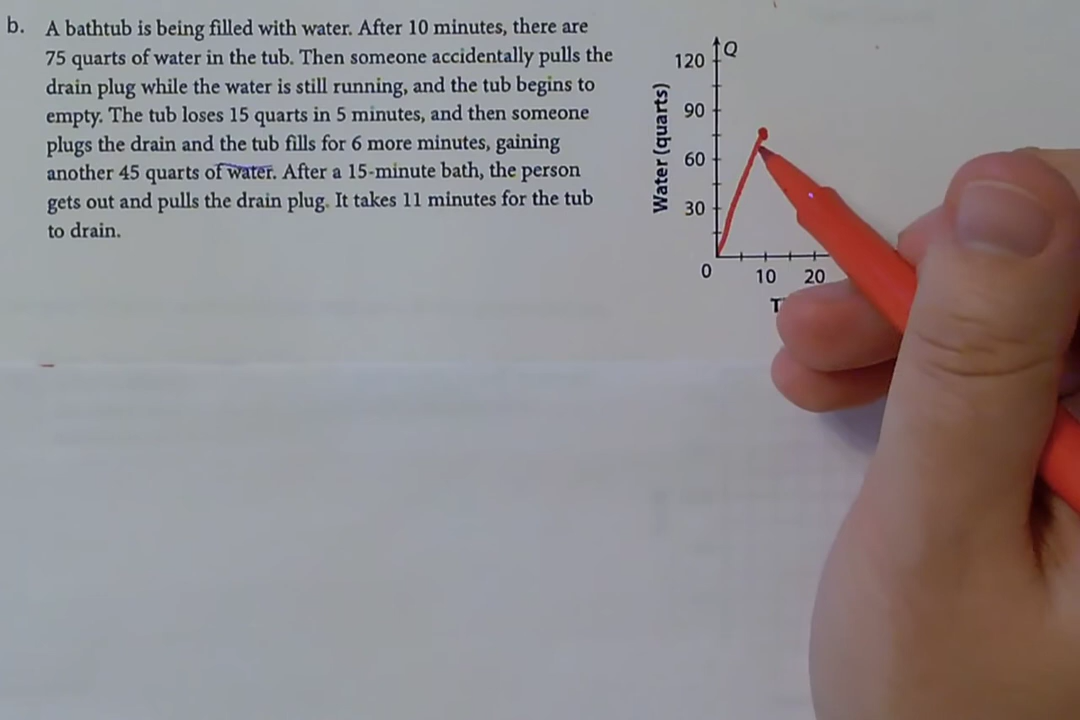 b. A bathtub is being filled with water. After 10 minutes, there are
75 quarts of water in the tub. Then someone accidentally pulls the
drain plug while the water is still running, and the tub begins to
empty. The tub loses 15 quarts in 5 minutes, and then someone
plugs the drain and the tub fills for 6 more minutes, gaining
another 45 quarts of water. After a 15-minute bath, the person
gets out and pulls the drain plug. It takes 11 minutes for the tub
to drain.
Q
120
90
60
30
Water (quarts)
0 10 20